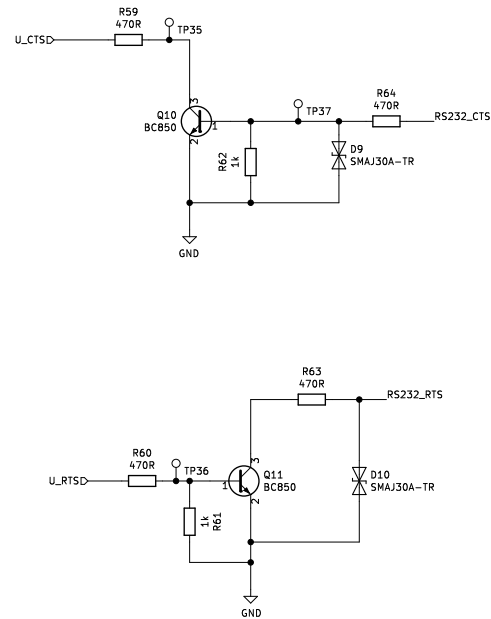 R59
470R
U_CTS
TP35
Q10
BC850
3
1
2
R62
1k
TP37
R64
470R
RS232_CTS
D9
SMAJ30A-TR
GND
R63
470R
RS232_RTS
R60
470R
U_RTS
TP36
R61
1k
Q11
BC850
3
1
2
D10
SMAJ30A-TR
GND